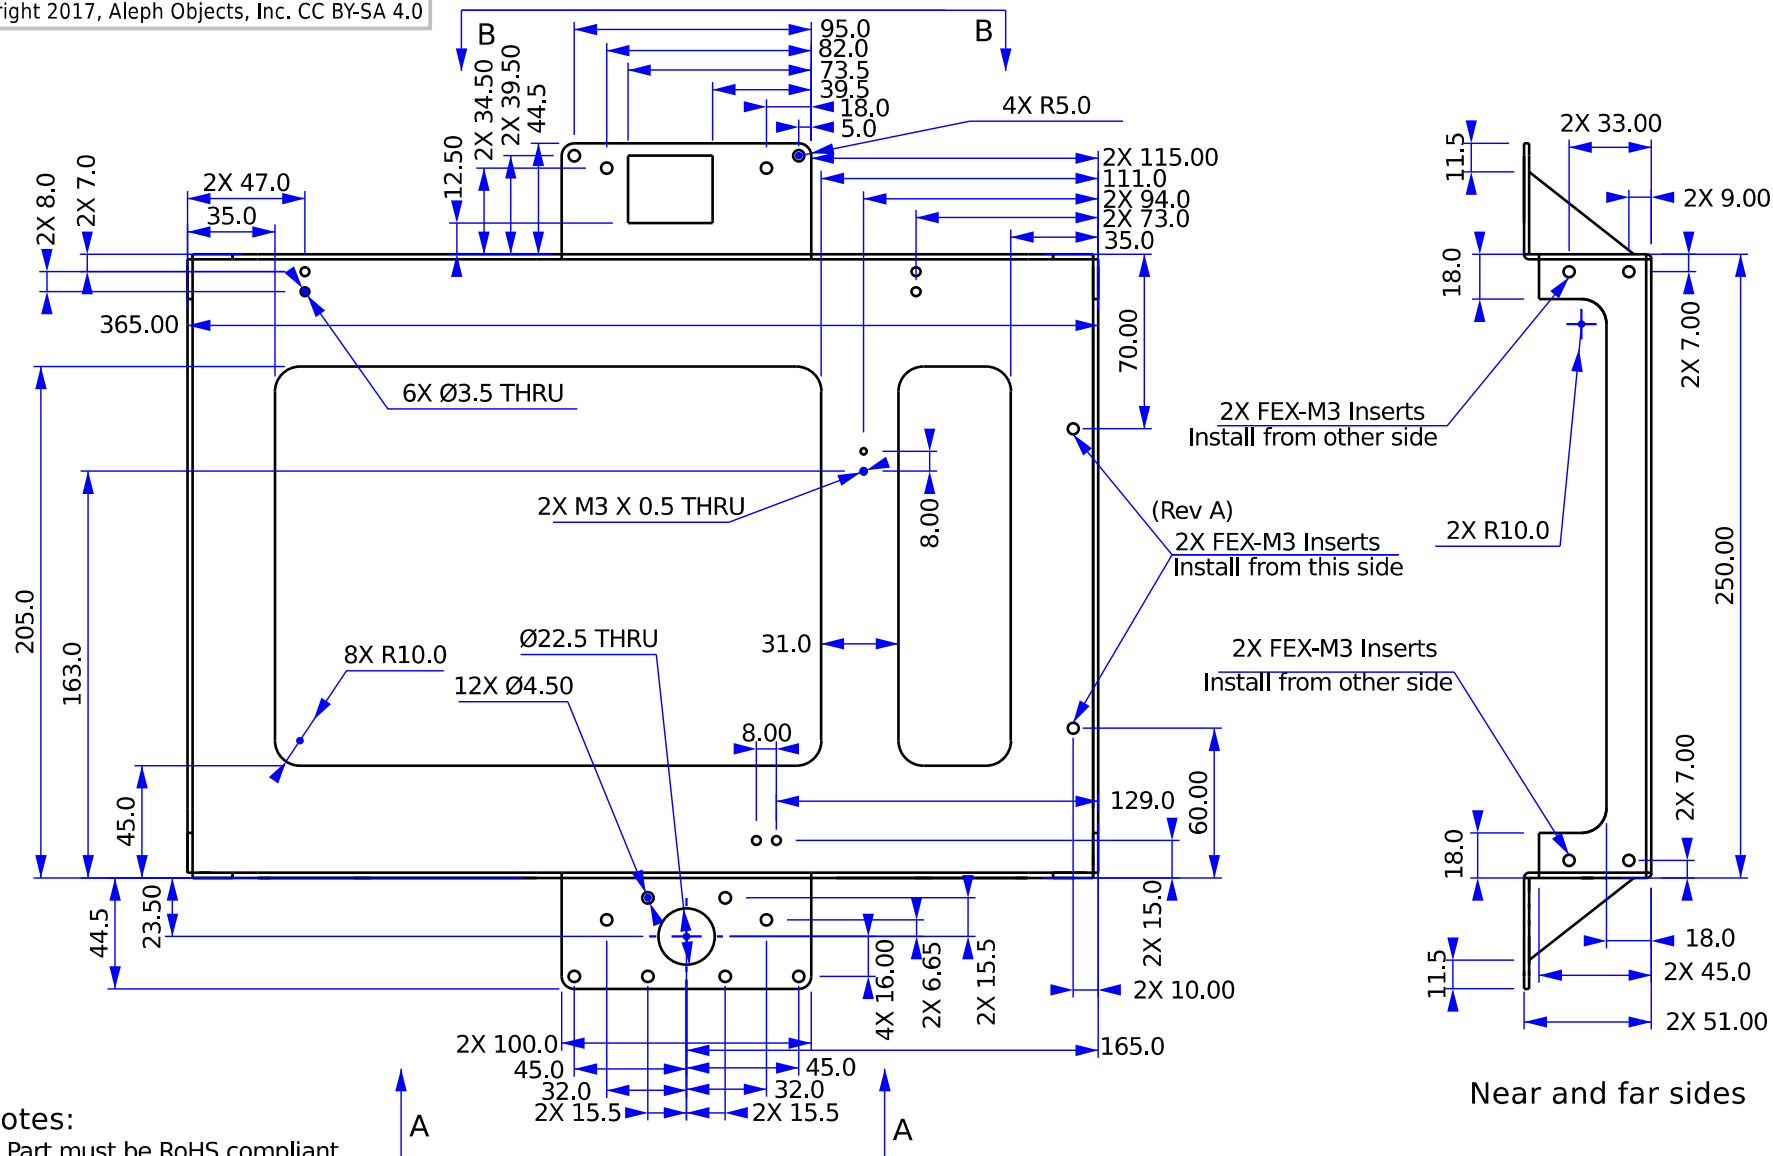 right 2017, Aleph Objects, Inc. CC BY-SA 4.0
B
B
95.0
82.0
73.5
39.5
18.0
5.0
4X R5.0
2X 34.50
2X 39.50
44.5
12.50
2X 7.0
2X 8.0
2X 47.0
35.0
2X 115.00
111.0
2X 94.0
2X 73.0
35.0
11.5
2X 33.00
2X 9.00
18.0
2X 7.00
365.00
70.00
6X Ø3.5 THRU
2X FEX-M3 Inserts
Install from other side
2X M3 X 0.5 THRU
8.00
(Rev A)
2X FEX-M3 Inserts
Install from this side
2X R10.0
250.00
205.0
163.0
8X R10.0
Ø22.5 THRU
12X Ø4.50
31.0
2X FEX-M3 Inserts
Install from other side
8.00
129.0
60.00
2X 7.00
45.0
18.0
44.5
23.50
2X 15.0
4X 16.00
2X 6.65
2X 15.5
2X 10.00
18.0
11.5
2X 45.0
2X 51.00
2X 100.0
165.0
45.0
45.0
32.0
32.0
2X 15.5
2X 15.5
Near and far sides
A
A
otes:
Part must be RoHS compliant